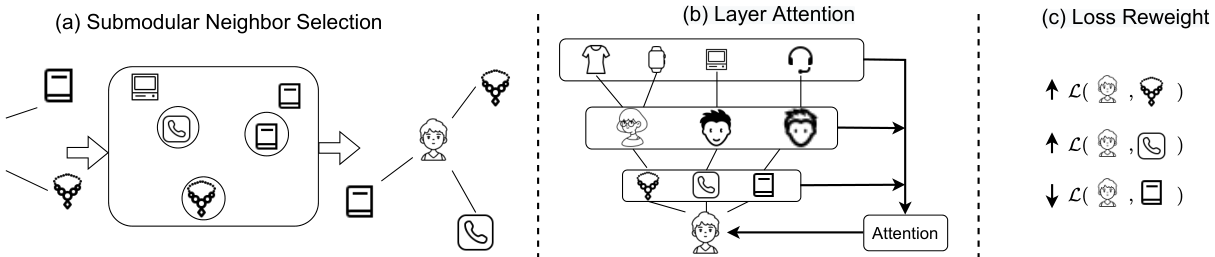 (a) Submodular Neighbor Selection
(b) Layer Attention
(c) Loss Reweight
ℒ( , )
ℒ( , )
ℒ( , )
Attention